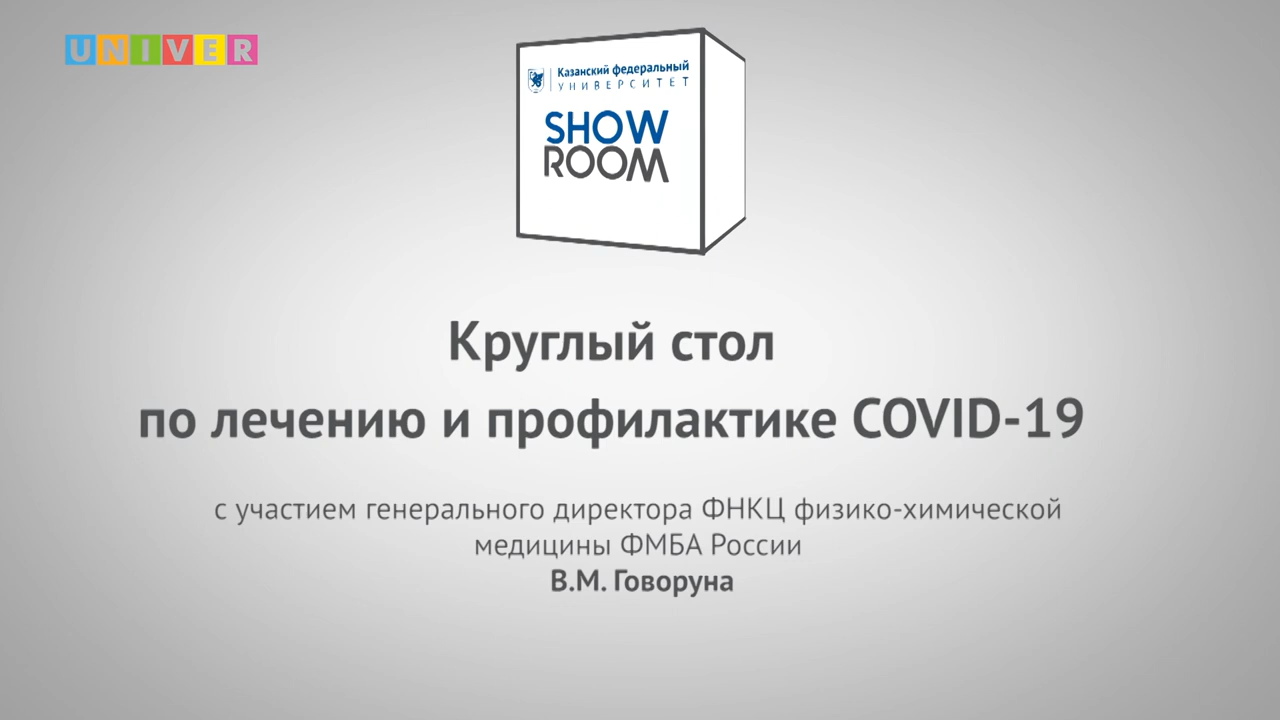 UNIVER
Казанский федеральный
УНИВЕРСИТЕТ
SHOW
ROOM
Круглый стол
по лечению и профилактике COVID-19
с участием генерального директора ФНКЦ физико-химической
медицины ФМБА России
В.М. Говоруна